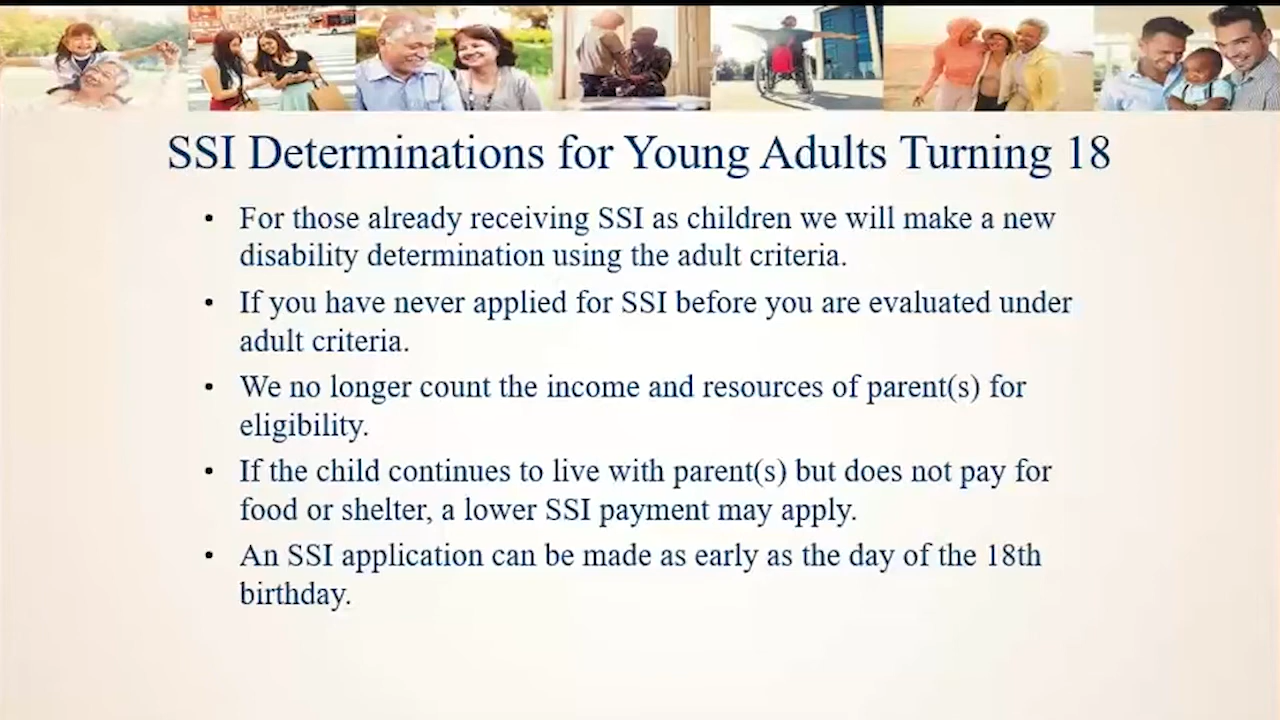 SSI Determinations for Young Adults Turning 18
• For those already receiving SSI as children we will make a new
disability determination using the adult criteria.
• If you have never applied for SSI before you are evaluated under
adult criteria.
• We no longer count the income and resources of parent(s) for
eligibility.
• If the child continues to live with parent(s) but does not pay for
food or shelter, a lower SSI payment may apply.
• An SSI application can be made as early as the day of the 18th
birthday.